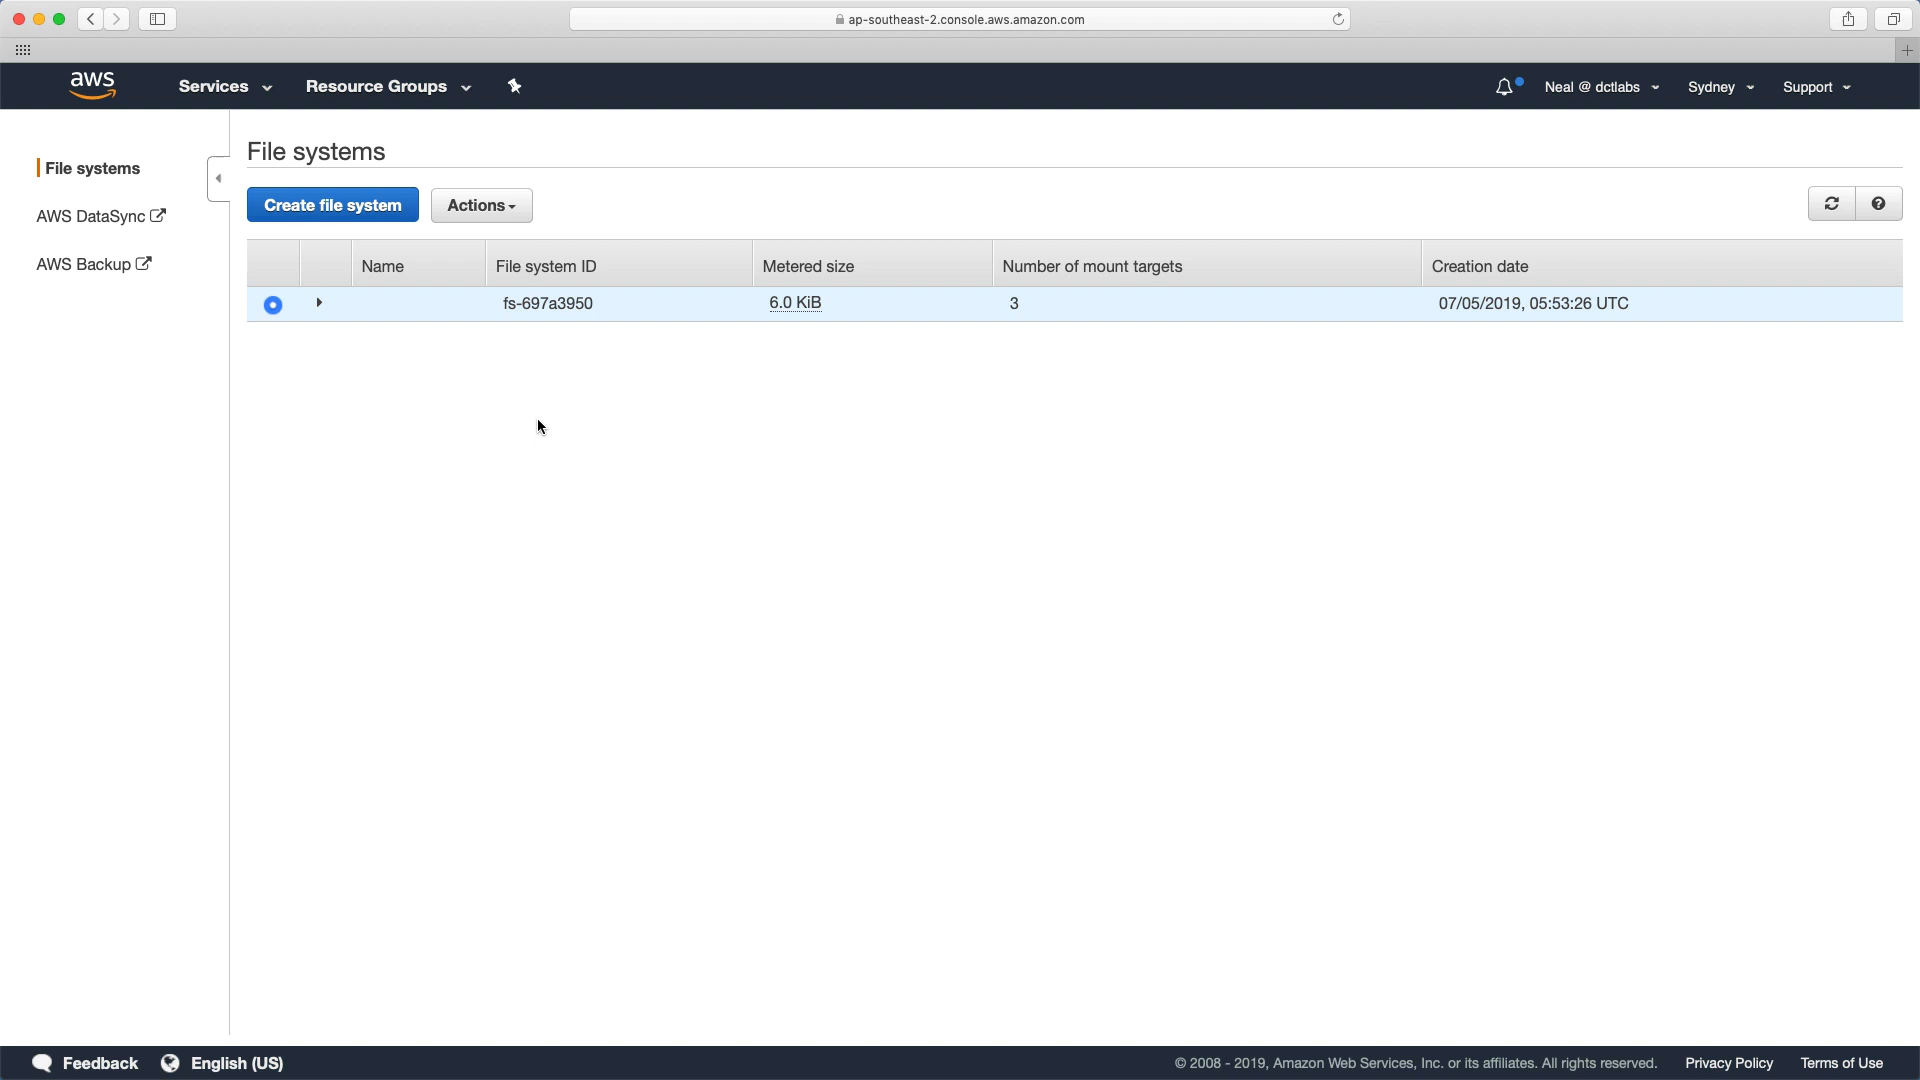 ap-southeast-2.console.aws.amazon.com
aws Services Resource Groups Neal @ dctlabs Sydney Support
File systems
AWS DataSync
AWS Backup
File systems
Create file system Actions
Name File system ID Metered size Number of mount targets Creation date
fs-697a3950 6.0 KiB 3 07/05/2019, 05:53:26 UTC
Feedback English (US) © 2008 - 2019, Amazon Web Services, Inc. or its affiliates. All rights reserved. Privacy Policy Terms of Use